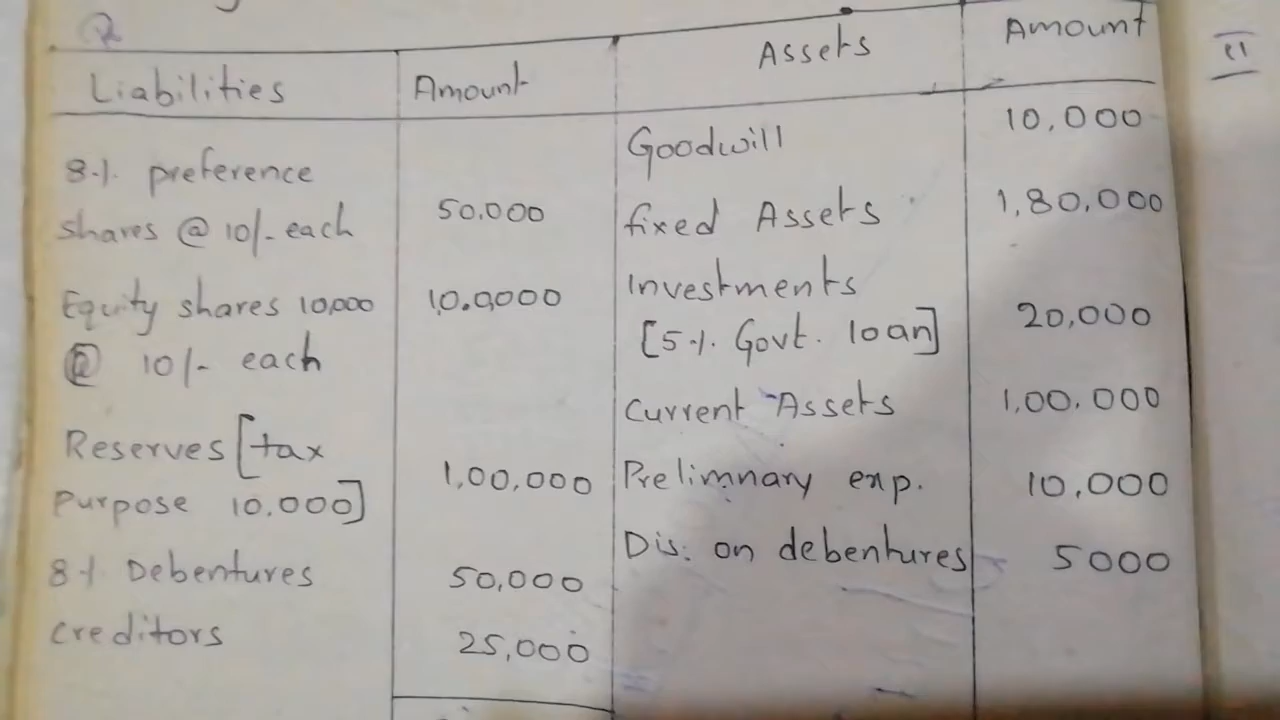 Liabilities Amount Assets Amount
8%. preference
shares @ 10/- each 50,000
Equity shares 10,000 10,0,000
@ 10/- each
Reserves [tax
Purpose 10,000] 1,00,000
8% Debentures 50,000
Creditors 25,000
Goodwill 10,000
fixed Assets 1,80,000
Investments
[5%. Govt. loan] 20,000
Current Assets 1,00,000
Prelimnary exp. 10,000
Dis. on debentures 5000
11